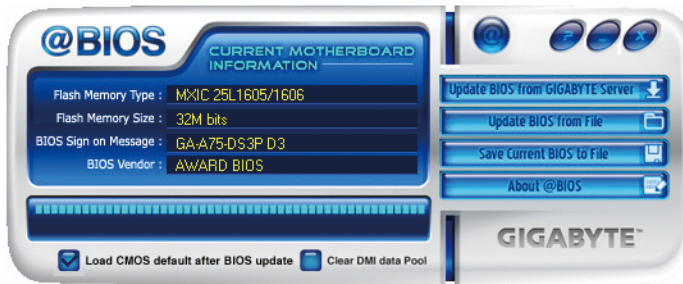 @BIOS
CURRENT MOTHERBOARD
INFORMATION
Flash Memory Type : MXIC 25L1605/1606
Flash Memory Size : 32M bits
BIOS Sign on Message : GA-A75-DS3P D3
BIOS Vendor : AWARD BIOS
Load CMOS default after BIOS update
Clear DMI data Pool
@
? – x
Update BIOS from GIGABYTE Server
Update BIOS from File
Save Current BIOS to File
About @BIOS
GIGABYTE™